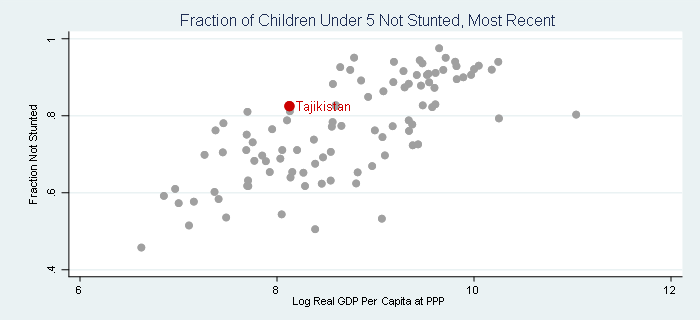 Fraction of Children Under 5 Not Stunted, Most Recent
Fraction Not Stunted
1
.8
.6
.4
Tajikistan
6
8
10
12
Log Real GDP Per Capita at PPP